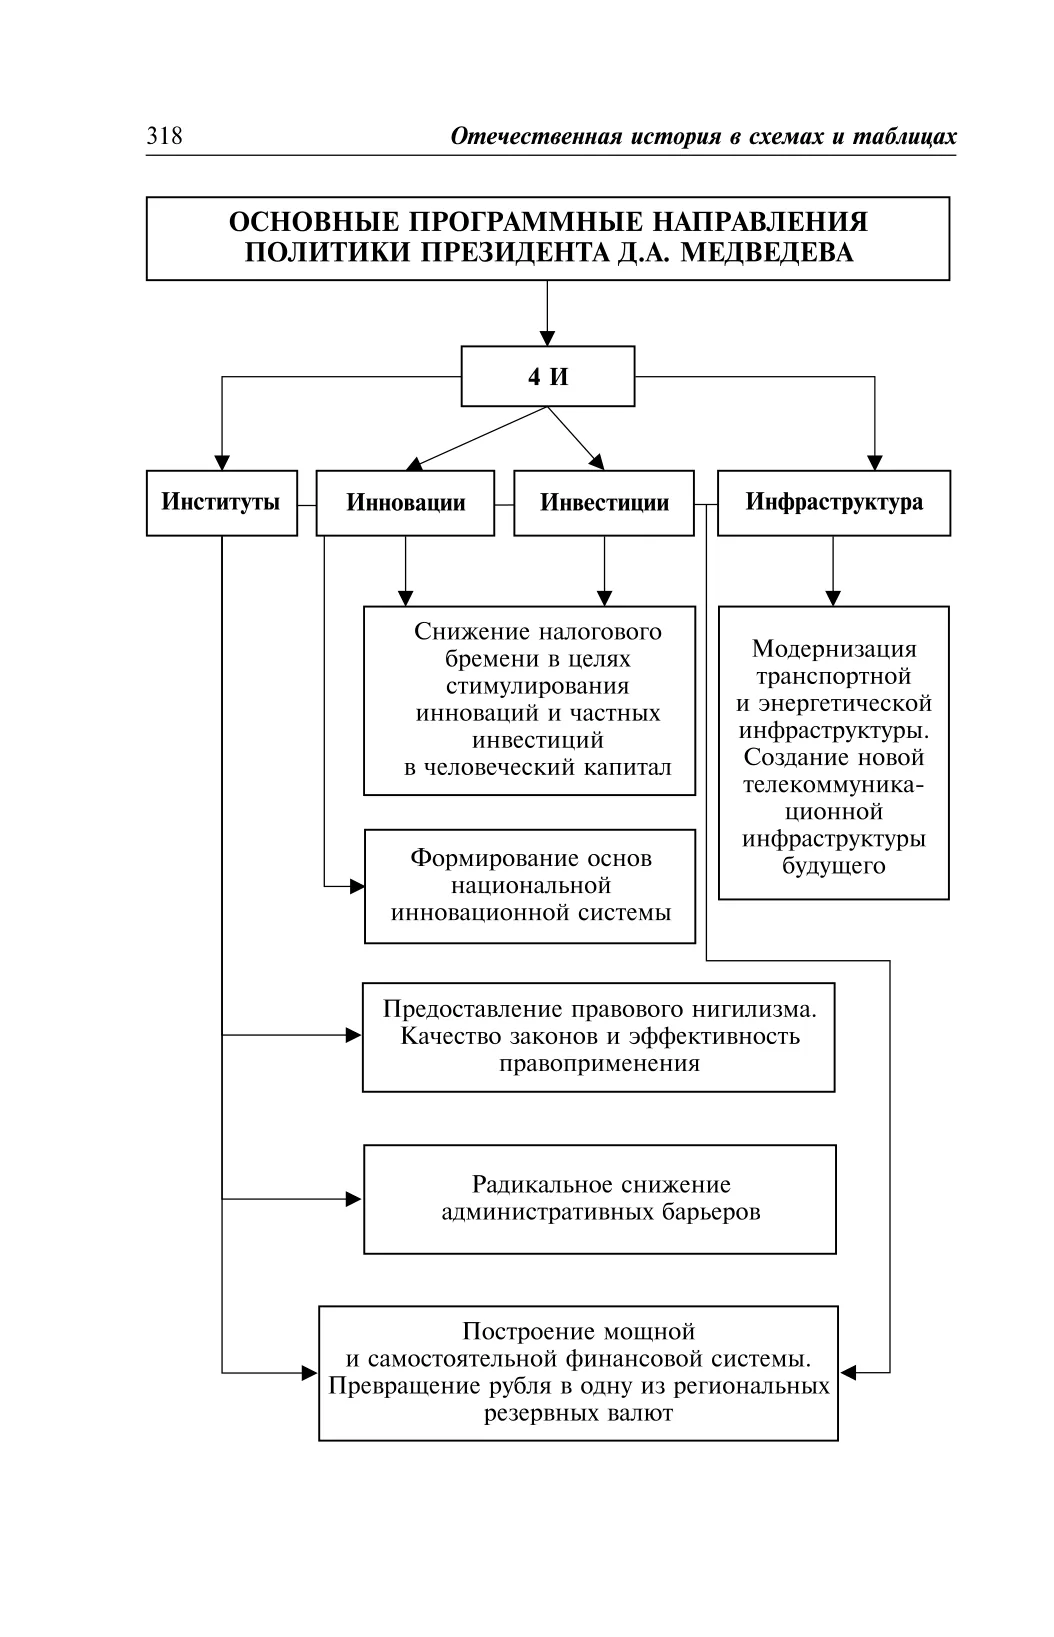 318
Отечественная история в схемах и таблицах
ОСНОВНЫЕ ПРОГРАММНЫЕ НАПРАВЛЕНИЯ
ПОЛИТИКИ ПРЕЗИДЕНТА Д.А. МЕДВЕДЕВА
4 И
Институты
Инновации
Инвестиции
Инфраструктура
Снижение налогового
бремени в целях
стимулирования
инноваций и частных
инвестиций
в человеческий капитал
Модернизация
транспортной
и энергетической
инфраструктуры.
Создание новой
телекоммуника-
ционной
инфраструктуры
будущего
Формирование основ
национальной
инновационной системы
Предоставление правового нигилизма.
Качество законов и эффективность
правоприменения
Радикальное снижение
административных барьеров
Построение мощной
и самостоятельной финансовой системы.
Превращение рубля в одну из региональных
резервных валют